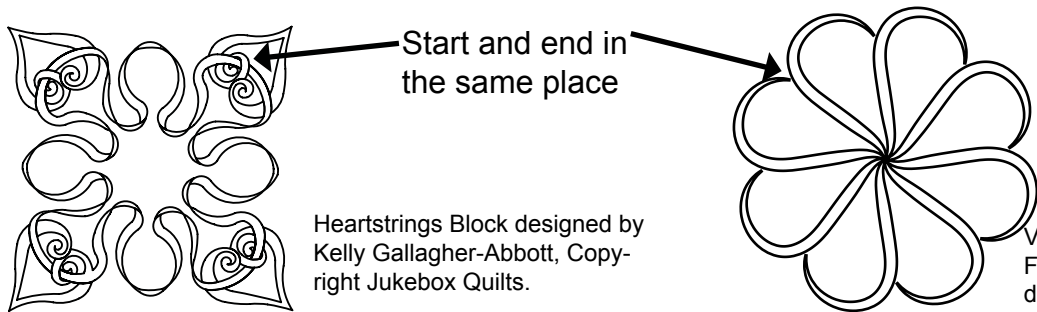 Start and end in
the same place
Heartstrings Block designed by
Kelly Gallagher-Abbott, Copy-
right Jukebox Quilts.
V
F
d